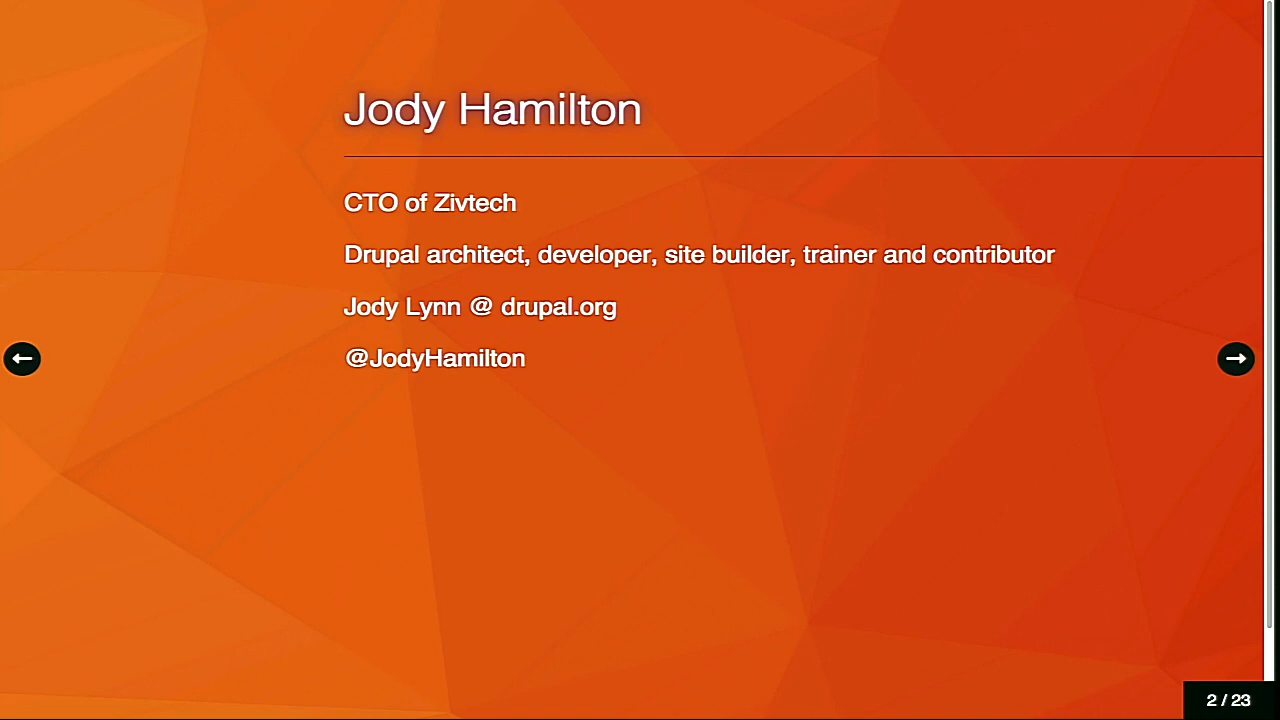 Jody Hamilton
CTO of Zivtech
Drupal architect, developer, site builder, trainer and contributor
Jody Lynn @ drupal.org
@JodyHamilton
2 / 23